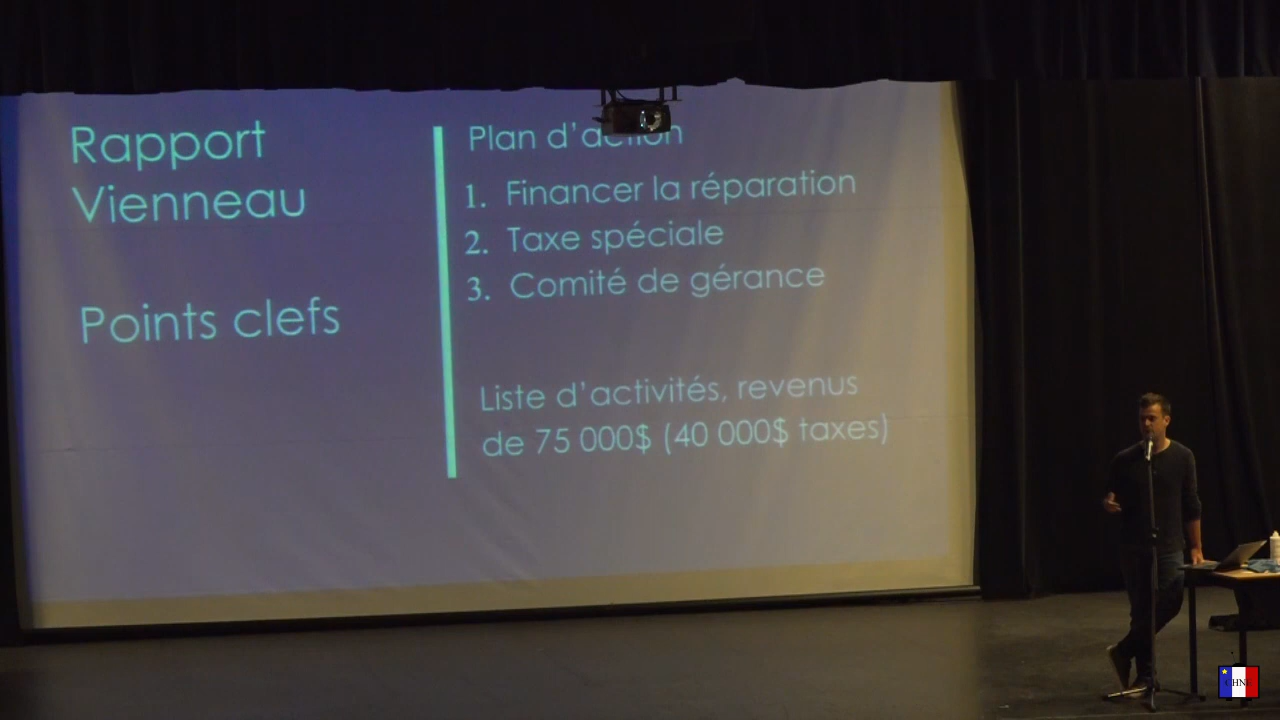 Rapport
Vienneau
Points clefs
Plan d'action
1. Financer la réparation
2. Taxe spéciale
3. Comité de gérance
Liste d'activités, revenus
de 75 000$ (40 000$ taxes)